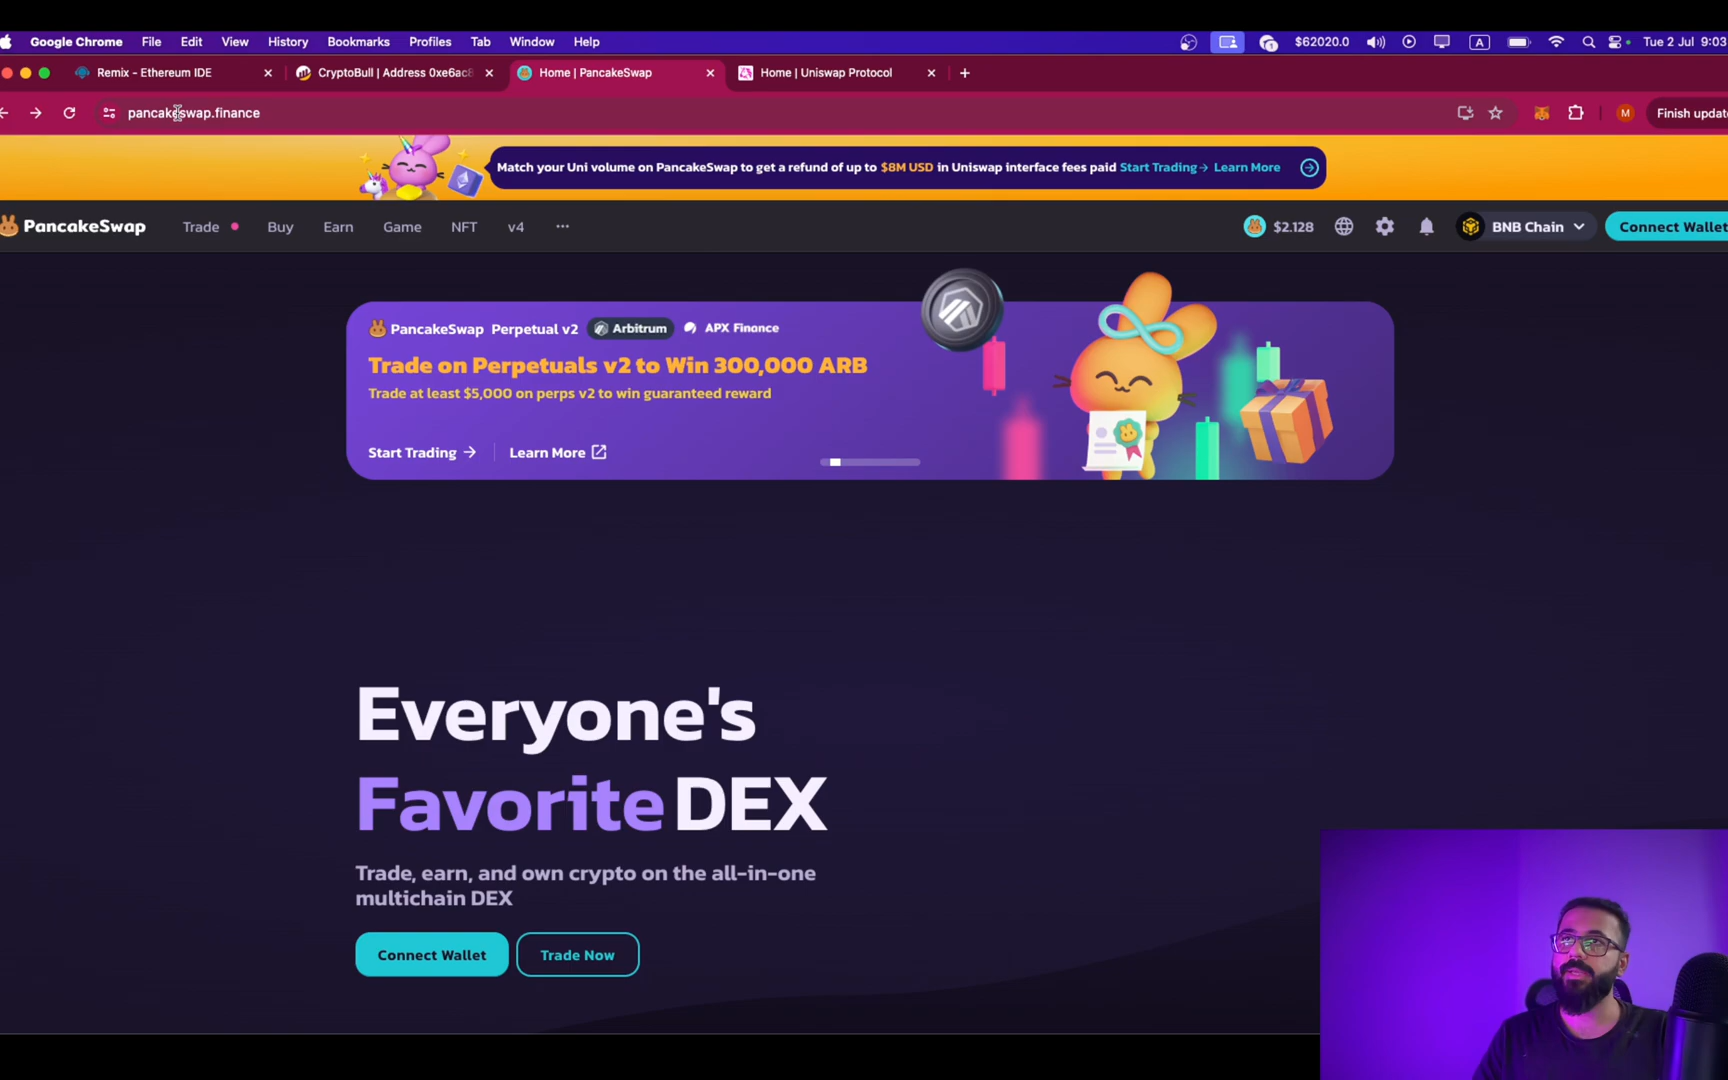 Google Chrome File Edit View History Bookmarks Profiles Tab Window Help 1 $62020.0 A Tue 2 Jul 9:03
Remix - Ethereum IDE CryptoBull | Address 0xe6ac8 Home | PancakeSwap Home | Uniswap Protocol
pancakeswap.finance M Finish updat
Match your Uni volume on PancakeSwap to get a refund of up to $8M USD in Uniswap interface fees paid Start Trading→ Learn More
PancakeSwap Trade Buy Earn Game NFT v4 ••• $2.128 BNB Chain Connect Wallet
PancakeSwap Perpetual v2 Arbitrum APX Finance
Trade on Perpetuals v2 to Win 300,000 ARB
Trade at least $5,000 on perps v2 to win guaranteed reward
Start Trading → Learn More
Everyone's
Favorite DEX
Trade, earn, and own crypto on the all-in-one
multichain DEX
Connect Wallet Trade Now